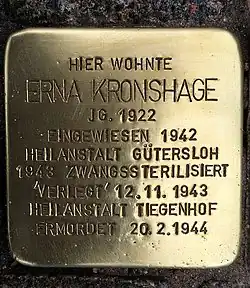 HIER WOHNTE
ERNA KRONSHAGE
JG. 1922
EINGEWIESEN 1942
HEILANSTALT GÜTERSLOH
1943 ZWANGSSTERILISIERT
'VERLEGT' 12.11.1943
HEILANSTALT TIEGENHOF
ERMORDET 20.2.1944